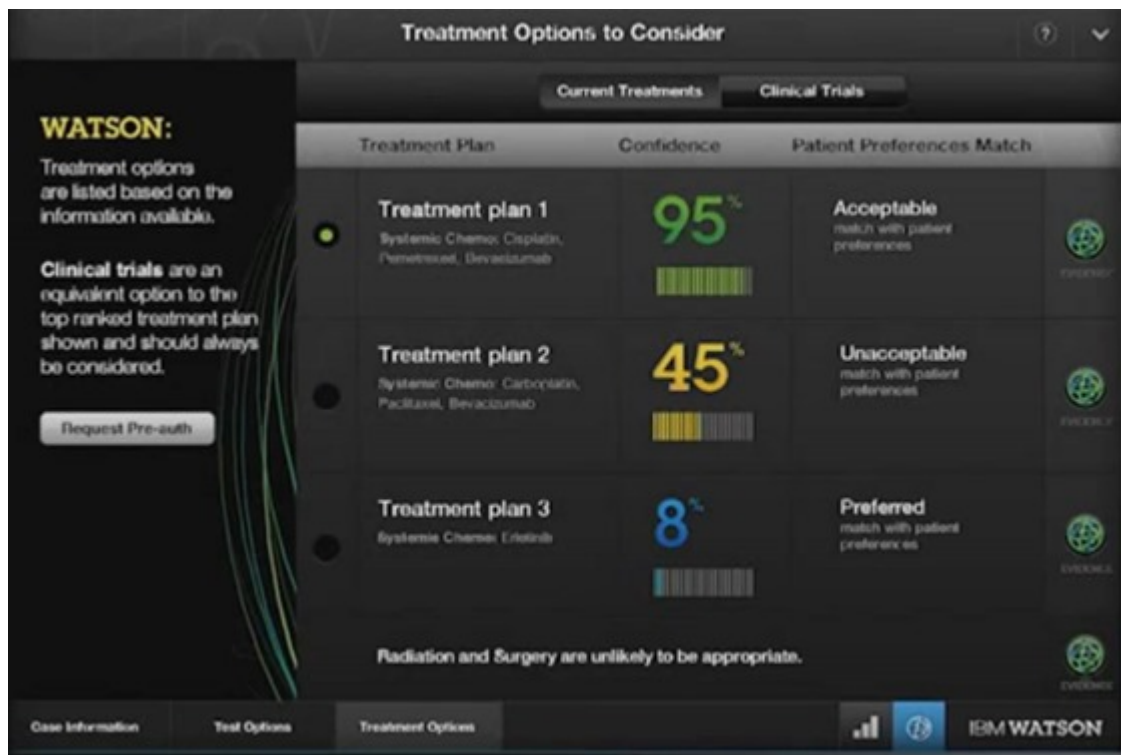 Treatment Options to Consider
?
Current Treatments
Clinical Trials
WATSON:
Treatment options
are listed based on the
information available.
Clinical trials are an
equivalent option to the
top ranked treatment plan
shown and should always
be considered.
Request Pre-auth
Treatment Plan
Confidence
Patient Preferences Match
Treatment plan 1
Systemic Chemo: Cisplatin,
Pemetrexed, Bevacizumab
95%
Acceptable
match with patient
preferences
EVIDENCE
Treatment plan 2
Systemic Chemo: Carboplatin,
Paclitaxel, Bevacizumab
45%
Unacceptable
match with patient
preferences
EVIDENCE
Treatment plan 3
Systemic Chemo: Erlotinib
8%
Preferred
match with patient
preferences
EVIDENCE
Radiation and Surgery are unlikely to be appropriate.
EVIDENCE
Case Information
Test Options
Treatment Options
IBM WATSON